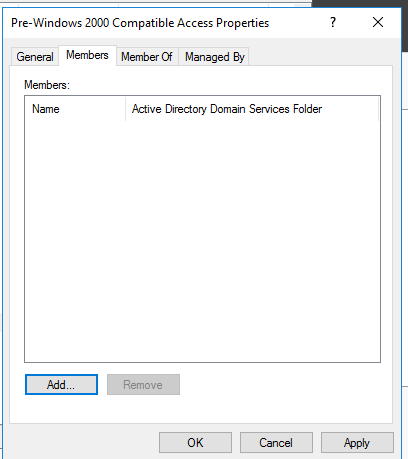 Pre-Windows 2000 Compatible Access Properties ?
General Members Member Of Managed By
Members:
Name Active Directory Domain Services Folder
Add... Remove
OK Cancel Apply